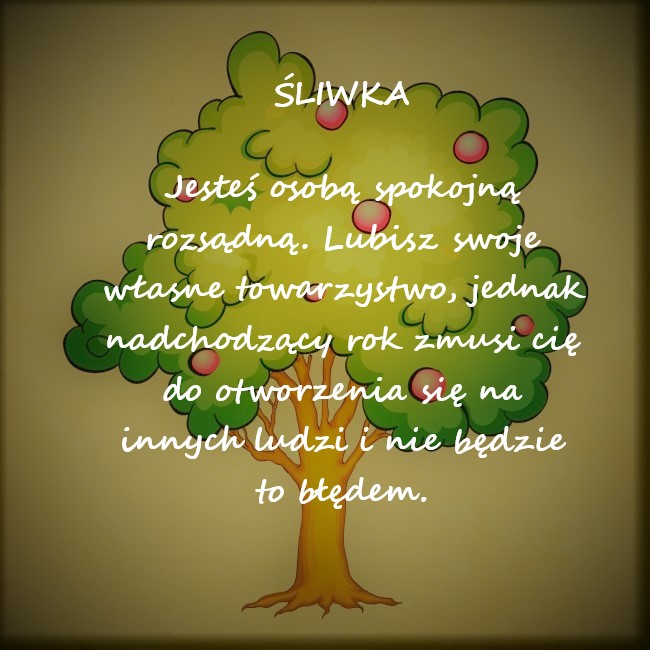 ŚLIWKA
Jesteś osobą spokojną
rozsądną. Lubisz swoje
własne towarzystwo, jednak
nadchodzący rok zmusi cię
do otworzenia się na
innych ludzi i nie będzie
to błędem.